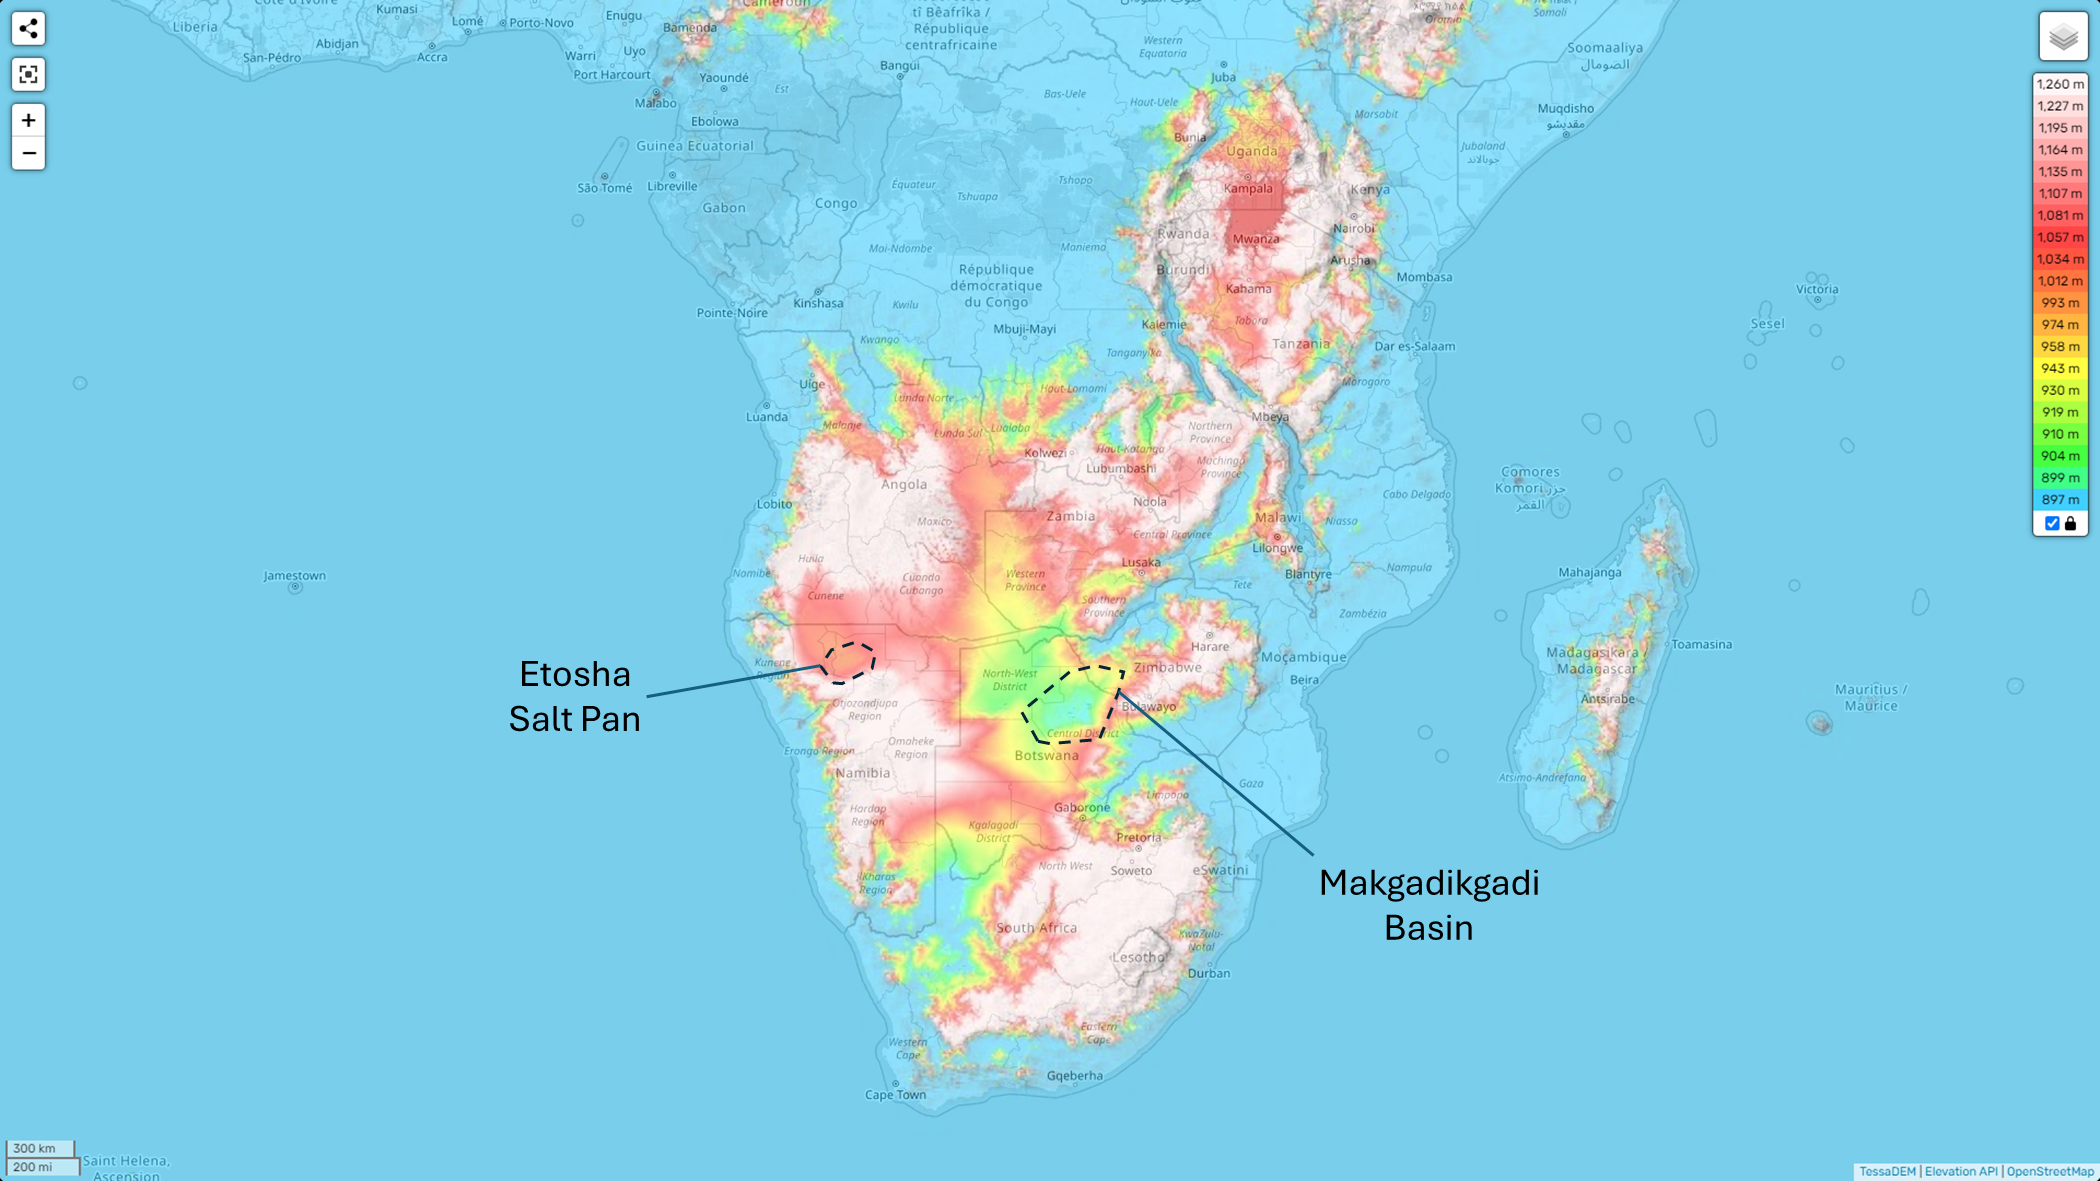 Liberia
Côte d'Ivoire
Kumasi
Lomé
Porto-Novo
Enugu
Bamenda
Cameroun
tî Bêafrîka /
République
centrafricaine
Western
Equatoria
Oromia
Somali
Soomaaliya
الصومال
San-Pédro
Abidjan
Accra
Warri
Uyo
Port Harcourt
Yaoundé
Est
Bangui
Juba
Malabo
Ebolowa
Bas-Uele
Haut-Uele
Marsabit
Muqdisho
مقديشو
Guinea Ecuatorial
Bunia
Uganda
Jubaland
جوبالاند
São Tomé
Libreville
Équateur
Tshuapa
Tshopo
Kampala
Kenya
Gabon
Congo
Mai-Ndombe
Maniema
Rwanda
Mwanza
Nairobi
République
démocratique
du Congo
Burundi
Arusha
Mombasa
Kinshasa
Kwilu
Kahama
Pointe-Noire
Mbuji-Mayi
Kalemie
Tabora
Tanzania
Dar es-Salaam
Victoria
Sesel
Kwango
Tanganyika
Morogoro
Uíge
Lunda Norte
Haut-Lomami
Luanda
Malanje
Lunda Sul
Lualaba
Mbeya
Northern
Province
Kolwezi
Haut-Katanga
Lubumbashi
Muchinga
Province
Angola
Ndola
Comores
Komori جزر
القمر
Cabo Delgado
Lobito
Moxico
Zambia
Malawi
Niassa
Central Province
Lilongwe
Huíla
Lusaka
Jamestown
Namibe
Cuando
Cubango
Western
Province
Tete
Blantyre
Nampula
Mahajanga
Cunene
Southern
Province
Zambézia
Harare
Toamasina
Madagasikara /
Madagascar
Kunene
Region
North-West
District
Zimbabwe
Moçambique
Beira
Antsirabe
Mauritius /
Maurice
Etosha
Salt Pan
Otjozondjupa
Region
Bulawayo
Central District
Erongo Region
Omaheke
Region
Botswana
Namibia
Gaza
Atsimo-Andrefana
Hardap
Region
Kgalagadi
District
Gaborone
Limpopo
Pretoria
North West
Soweto
eSwatini
ǁKharas
Region
Makgadikgadi
Basin
South Africa
KwaZulu-
Natal
Lesotho
Durban
Eastern
Cape
Western
Cape
Gqeberha
Cape Town
1,260 m
1,227 m
1,195 m
1,164 m
1,135 m
1,107 m
1,081 m
1,057 m
1,034 m
1,012 m
993 m
974 m
958 m
943 m
930 m
919 m
910 m
904 m
899 m
897 m
300 km
200 mi
Saint Helena,
Ascension
TessaDEM | Elevation API | OpenStreetMap